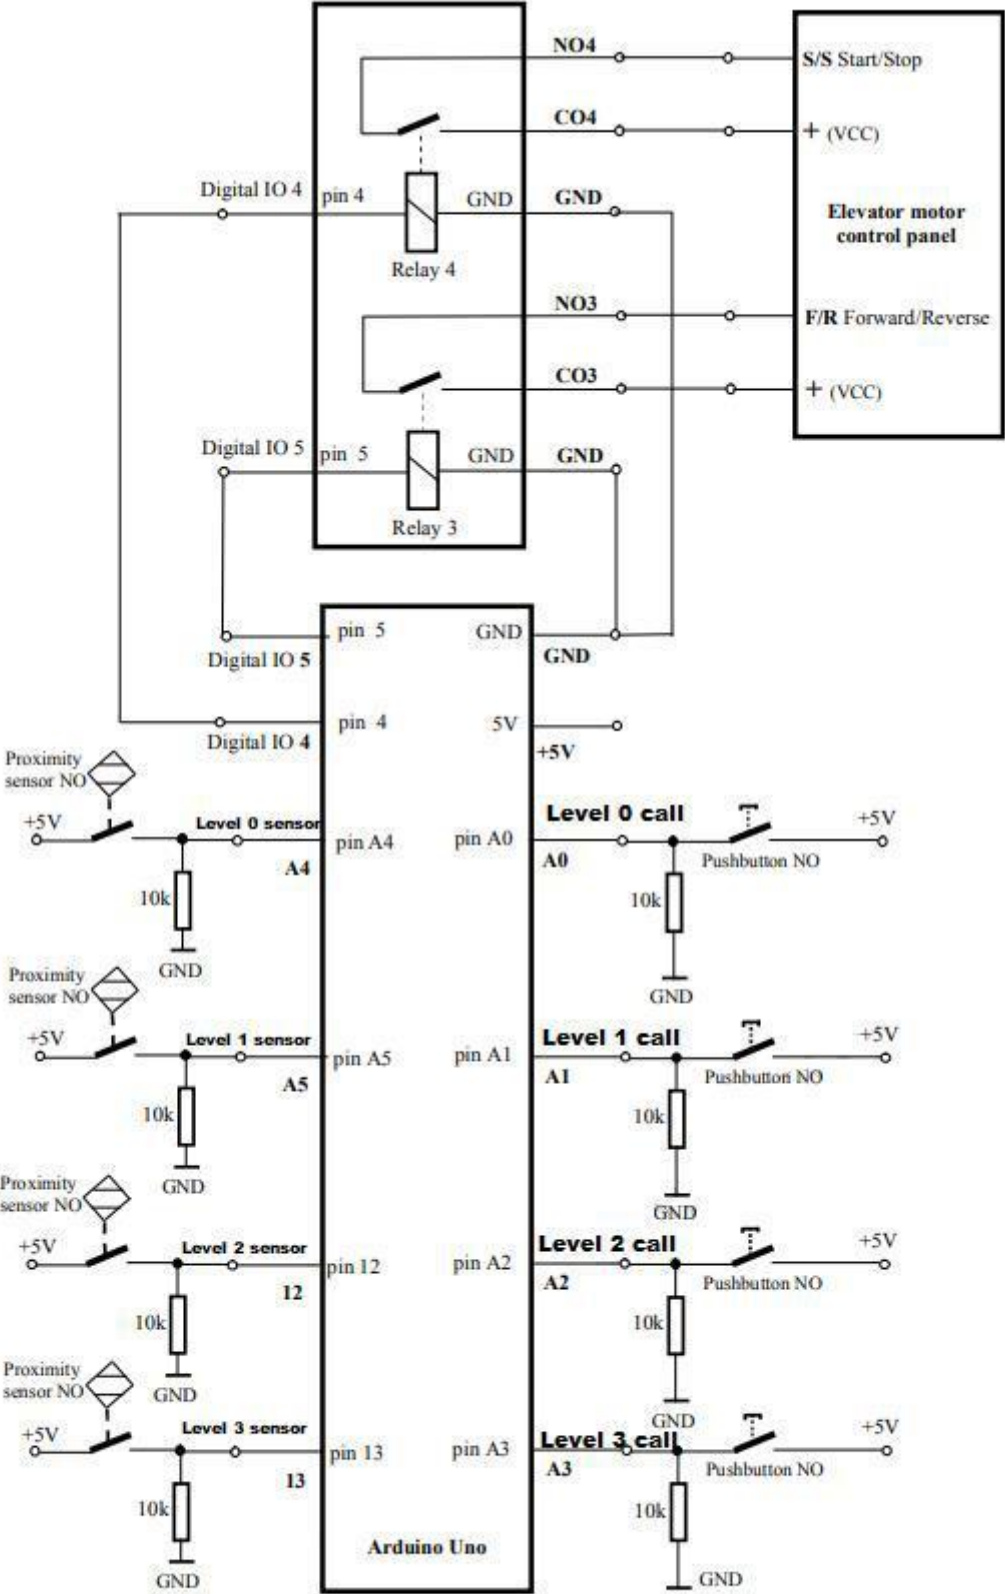 NO4
S/S Start/Stop
CO4
+ (VCC)
Digital IO 4
pin 4
GND
GND
Elevator motor
control panel
Relay 4
NO3
F/R Forward/Reverse
CO3
+ (VCC)
Digital IO 5
pin 5
GND
GND
Relay 3
pin 5
GND
Digital IO 5
GND
pin 4
5V
Digital IO 4
+5V
Proximity
sensor NO
+5V
Level 0 sensor
pin A4
A4
10k
GND
pin A0
Level 0 call
A0
+5V
Pushbutton NO
10k
GND
Proximity
sensor NO
+5V
Level 1 sensor
pin A5
A5
10k
GND
pin A1
Level 1 call
A1
+5V
Pushbutton NO
10k
GND
Proximity
sensor NO
+5V
Level 2 sensor
pin 12
12
10k
GND
pin A2
Level 2 call
A2
+5V
Pushbutton NO
10k
GND
Proximity
sensor NO
+5V
Level 3 sensor
pin 13
13
10k
GND
pin A3
Level 3 call
A3
+5V
Pushbutton NO
10k
GND
Arduino Uno